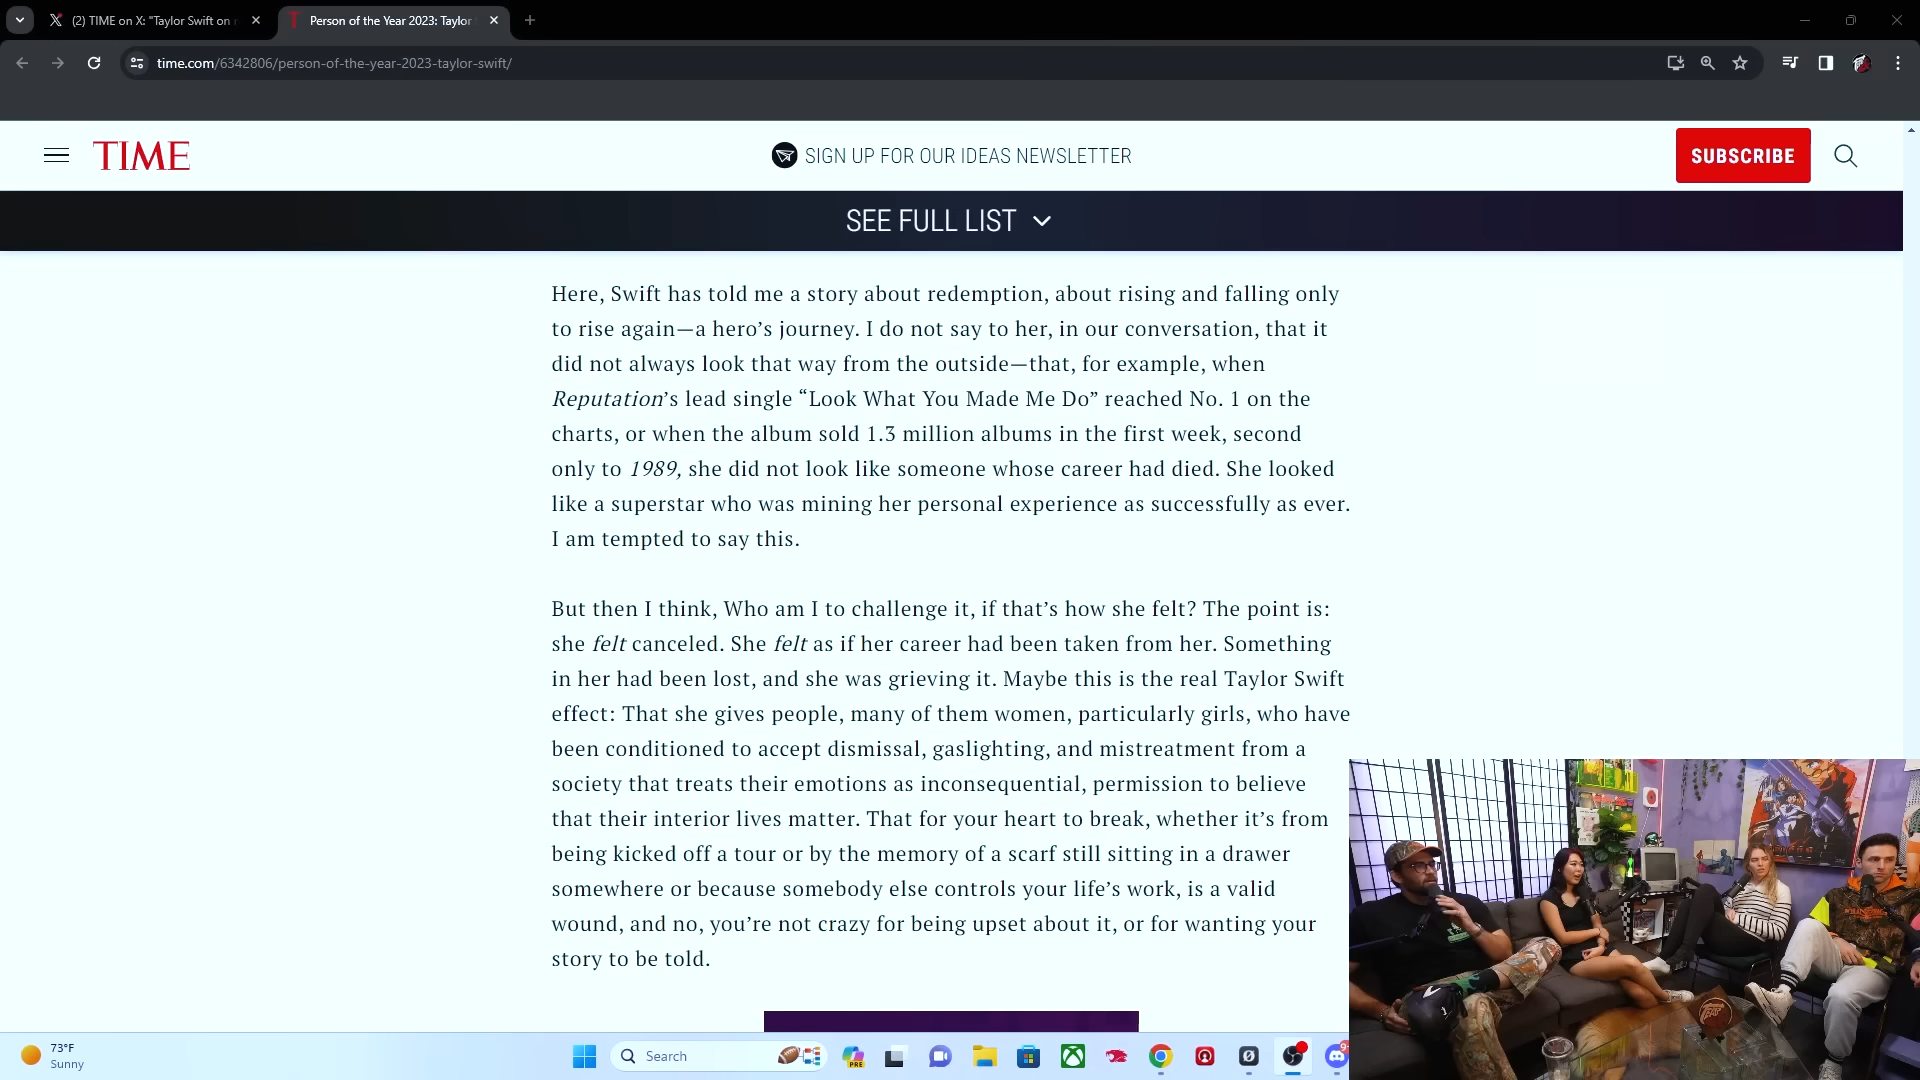 (2) TIME on X: "Taylor Swift on
Person of the Year 2023: Taylor
time.com/6342806/person-of-the-year-2023-taylor-swift/
TIME
SIGN UP FOR OUR IDEAS NEWSLETTER
SUBSCRIBE
SEE FULL LIST
Here, Swift has told me a story about redemption, about rising and falling only
to rise again—a hero’s journey. I do not say to her, in our conversation, that it
did not always look that way from the outside—that, for example, when
Reputation’s lead single “Look What You Made Me Do” reached No. 1 on the
charts, or when the album sold 1.3 million albums in the first week, second
only to 1989, she did not look like someone whose career had died. She looked
like a superstar who was mining her personal experience as successfully as ever.
I am tempted to say this.
But then I think, Who am I to challenge it, if that’s how she felt? The point is:
she felt canceled. She felt as if her career had been taken from her. Something
in her had been lost, and she was grieving it. Maybe this is the real Taylor Swift
effect: That she gives people, many of them women, particularly girls, who have
been conditioned to accept dismissal, gaslighting, and mistreatment from a
society that treats their emotions as inconsequential, permission to believe
that their interior lives matter. That for your heart to break, whether it’s from
being kicked off a tour or by the memory of a scarf still sitting in a drawer
somewhere or because somebody else controls your life’s work, is a valid
wound, and no, you’re not crazy for being upset about it, or for wanting your
story to be told.
73°F
Sunny
Search
PRE